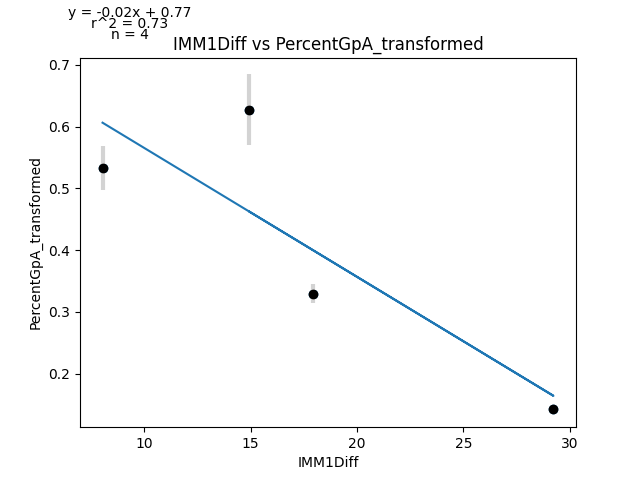 y = -0.02x + 0.77
r^2 = 0.73
n = 4
IMM1Diff vs PercentGpA_transformed
0.7
0.6
0.5
0.4
0.3
0.2
PercentGpA_transformed
10 15 20 25 30
IMM1Diff